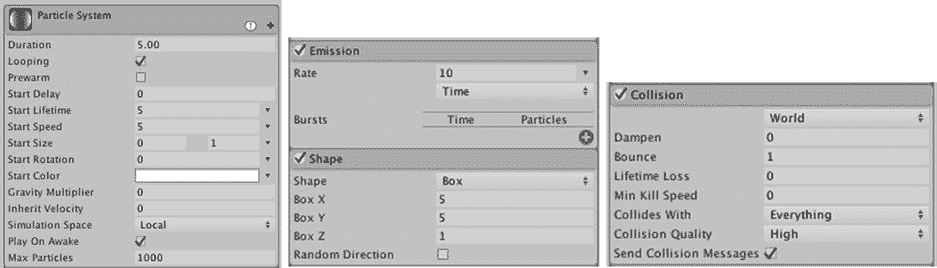 Particle System
Duration 5.00
Looping
Prewarm
Start Delay 0
Start Lifetime 5
Start Speed 5
Start Size 0 1
Start Rotation 0
Start Color
Gravity Multiplier 0
Inherit Velocity 0
Simulation Space Local
Play On Awake
Max Particles 1000
Emission
Rate 10
Time
Bursts Time Particles
Shape
Shape Box
Box X 5
Box Y 5
Box Z 1
Random Direction
Collision
World
Dampen 0
Bounce 1
Lifetime Loss 0
Min Kill Speed 0
Collides With Everything
Collision Quality High
Send Collision Messages